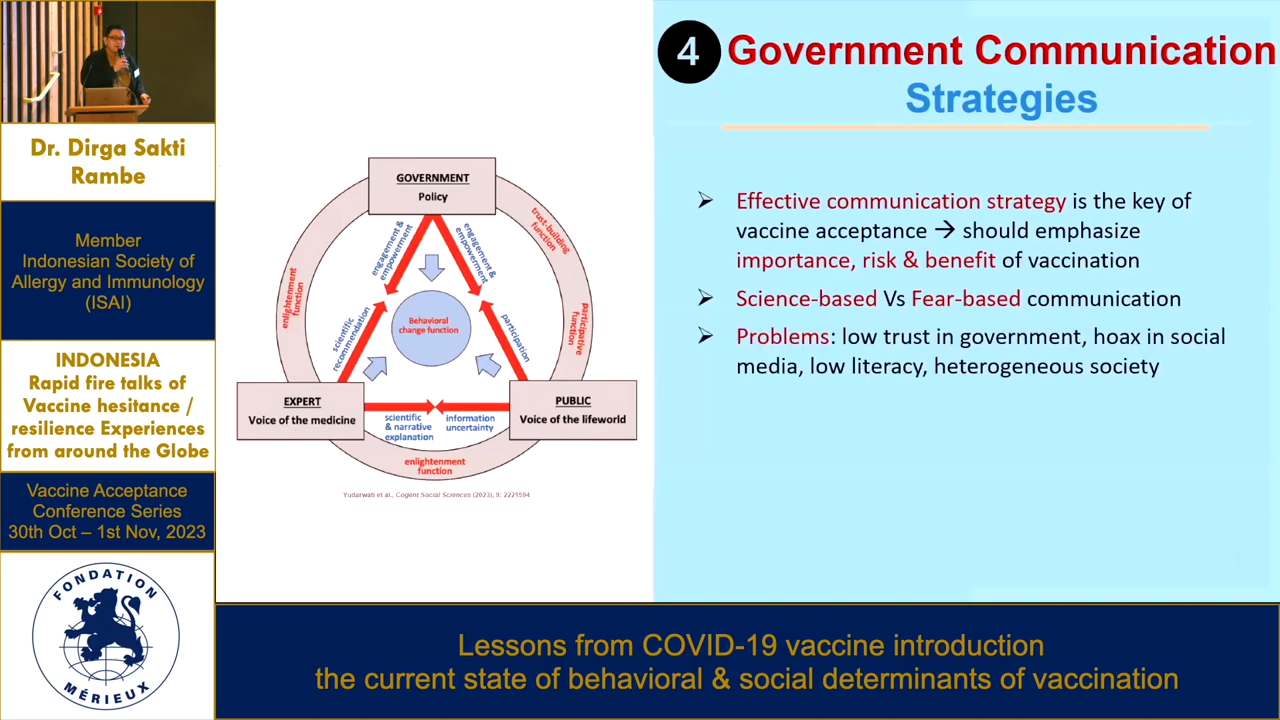 Dr. Dirga Sakti
Rambe
Member
Indonesian Society of
Allergy and Immunology
(ISAI)
INDONESIA
Rapid fire talks of
Vaccine hesitance /
resilience Experiences
from around the Globe
Vaccine Acceptance
Conference Series
30th Oct – 1st Nov, 2023
FONDATION
MÉRIEUX
GOVERNMENT
Policy
engagement &
empowerment
engagement &
empowerment
trust-building
function
enlightenment
function
Behavioral
change function
participative
function
scientific
recommendation
participation
EXPERT
Voice of the medicine
PUBLIC
Voice of the lifeworld
scientific
& narrative
explanation
information
uncertainty
enlightenment
function
Yudarwati et al., Cogent Social Sciences (2023), 9: 2221594
4 Government Communication
Strategies
➢ Effective communication strategy is the key of
vaccine acceptance → should emphasize
importance, risk & benefit of vaccination
➢ Science-based Vs Fear-based communication
➢ Problems: low trust in government, hoax in social
media, low literacy, heterogeneous society
Lessons from COVID-19 vaccine introduction
the current state of behavioral & social determinants of vaccination